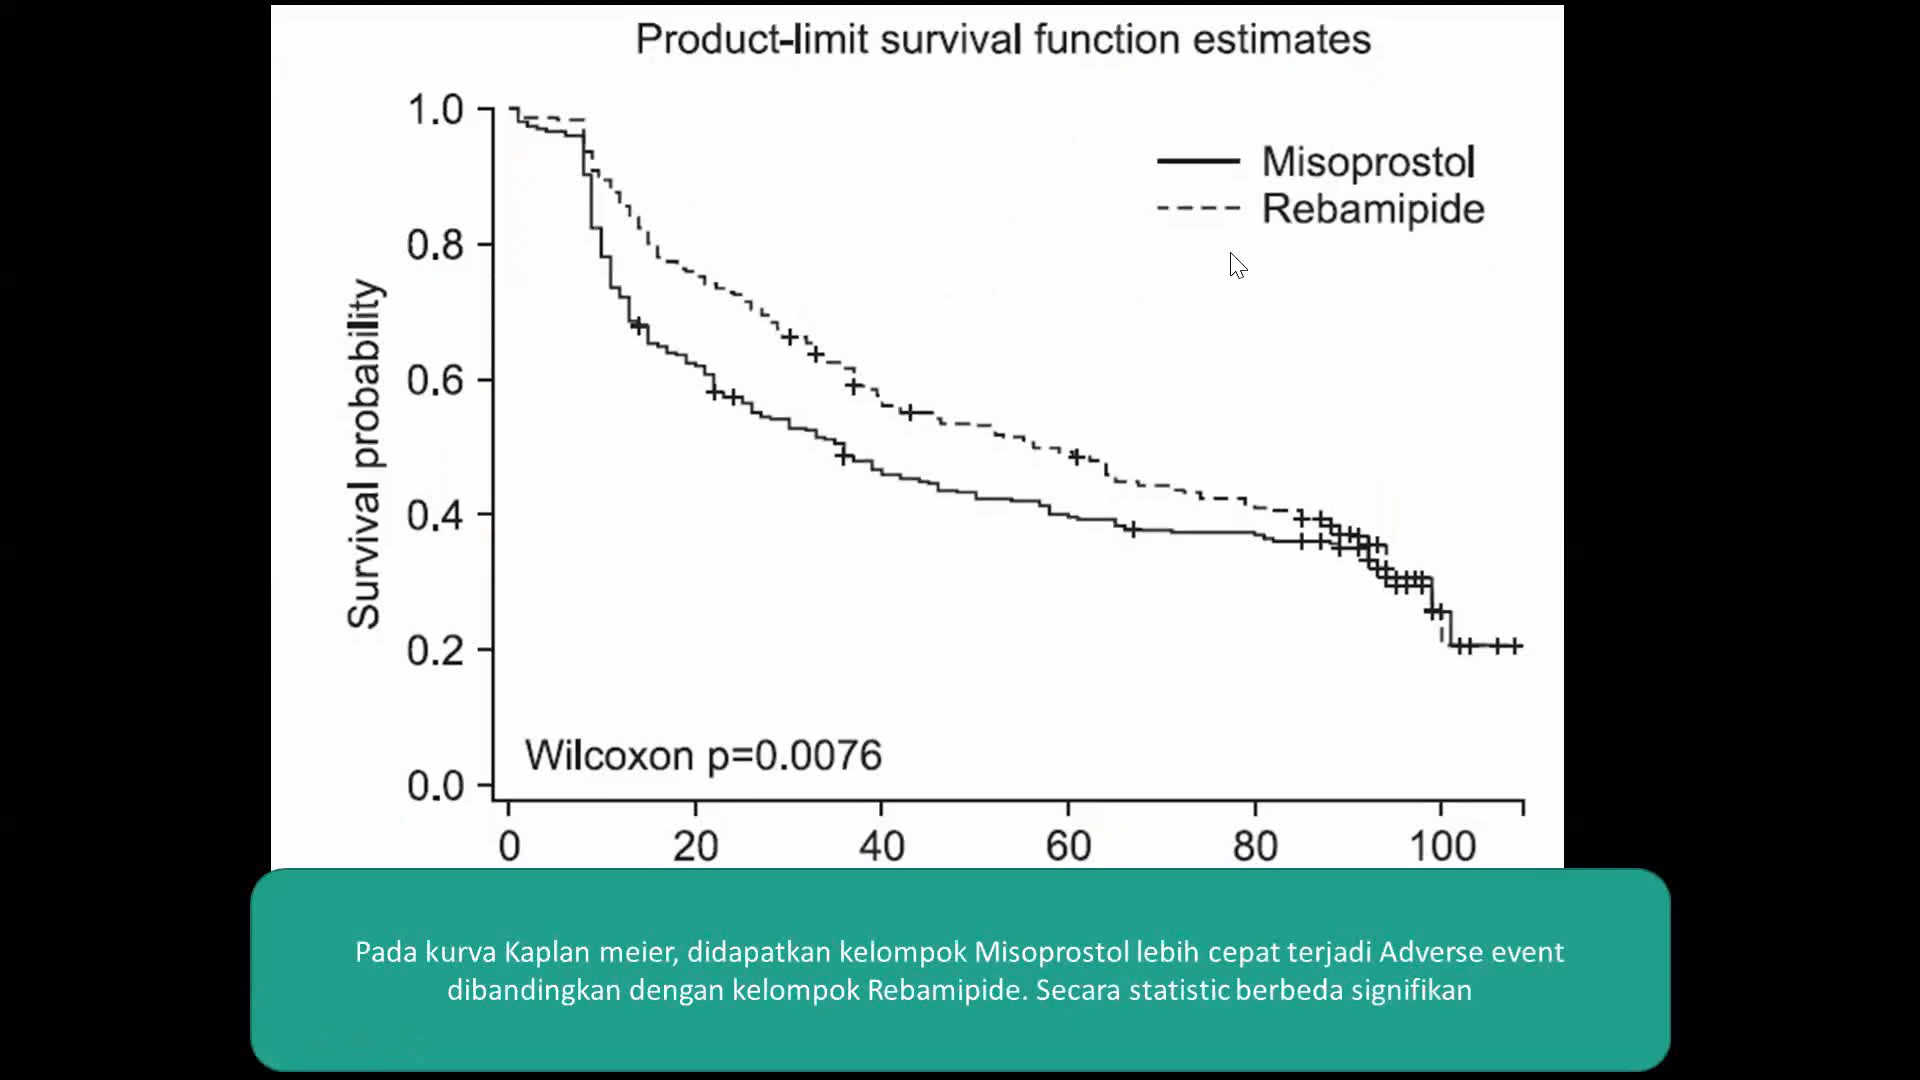 Product-limit survival function estimates
1.0
0.8
0.6
0.4
0.2
0.0
Survival probability
Misoprostol
Rebamipide
Wilcoxon p=0.0076
0 20 40 60 80 100
Pada kurva Kaplan meier, didapatkan kelompok Misoprostol lebih cepat terjadi Adverse event
dibandingkan dengan kelompok Rebamipide. Secara statistic berbeda signifikan